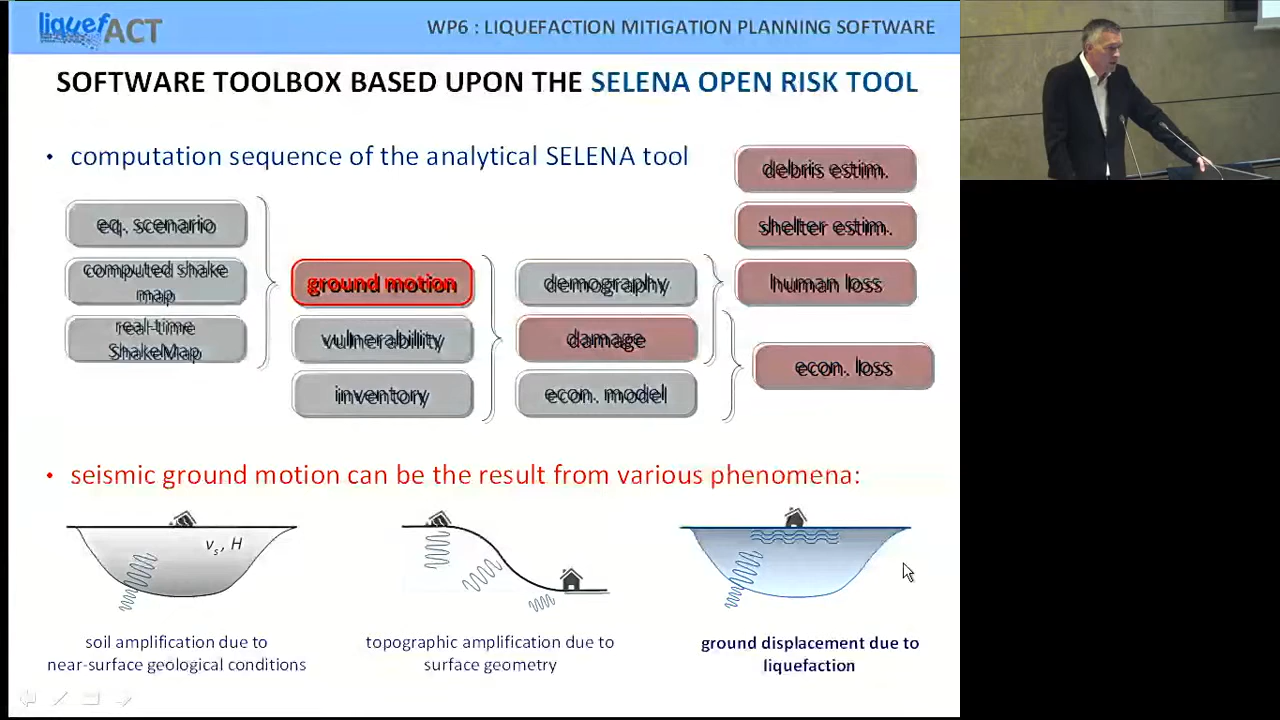 liquefACT
WP6 : LIQUEFACTION MITIGATION PLANNING SOFTWARE
SOFTWARE TOOLBOX BASED UPON THE SELENA OPEN RISK TOOL
• computation sequence of the analytical SELENA tool
eq. scenario
computed shake
map
real-time
ShakeMap
ground motion
vulnerability
inventory
demography
damage
econ. model
debris estim.
shelter estim.
human loss
econ. loss
• seismic ground motion can be the result from various phenomena:
vs, H
soil amplification due to
near-surface geological conditions
topographic amplification due to
surface geometry
ground displacement due to
liquefaction